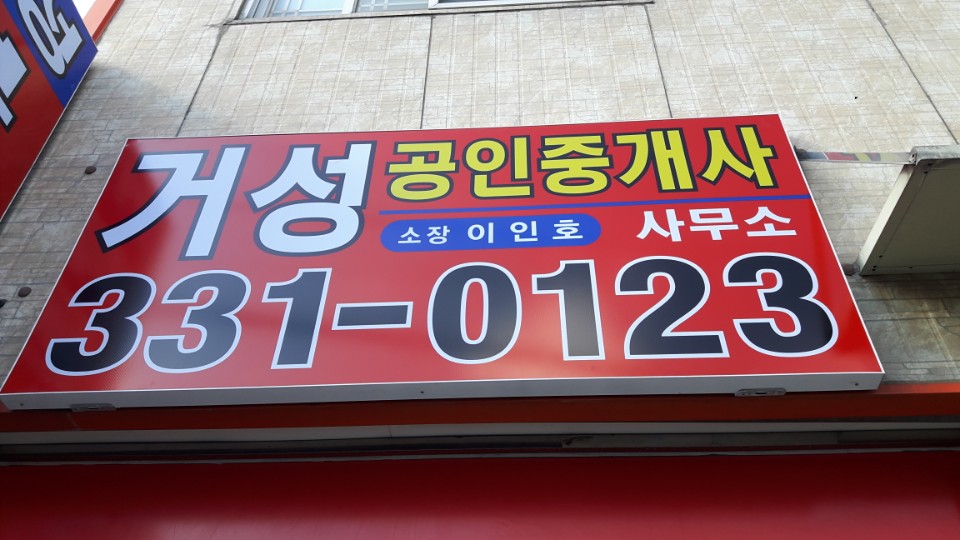 거성 공인중개사
소장 이인호 사무소
331-0123